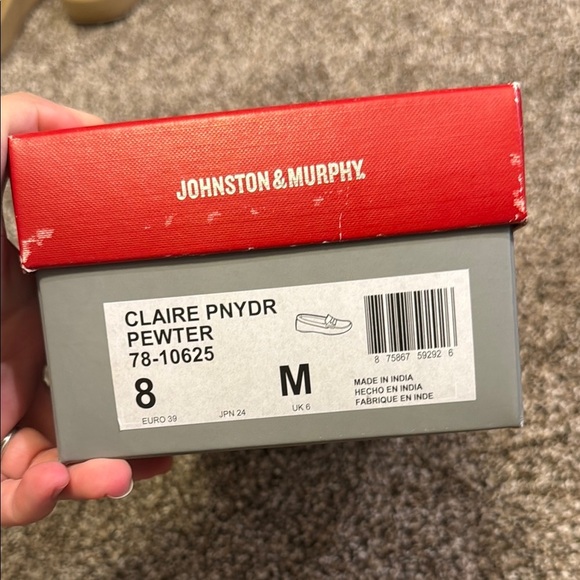 JOHNSTON & MURPHY.
CLAIRE PNYDR
PEWTER
78-10625
8 M
EURO 39 JPN 24 UK 6
8 75867 59292 6
MADE IN INDIA
HECHO EN INDIA
FABRIQUE EN INDE